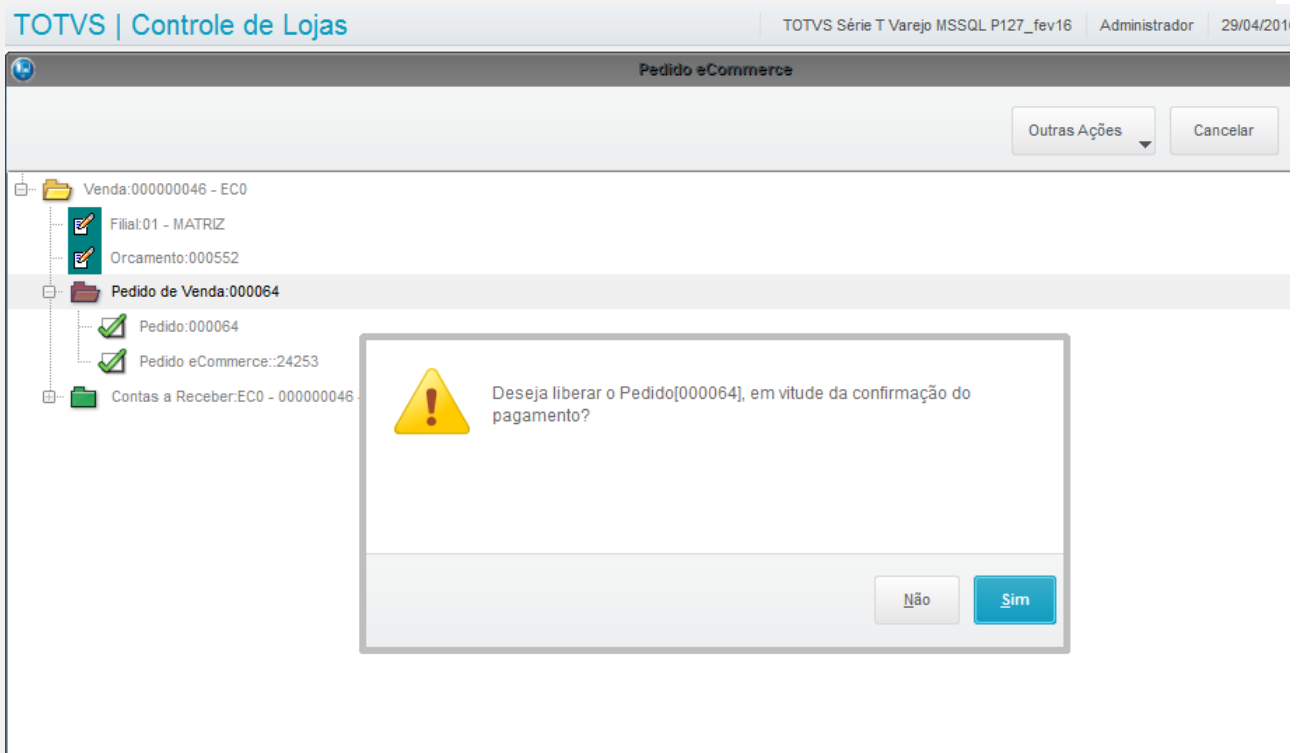 TOTVS | Controle de Lojas
TOTVS Série T Varejo MSSQL P127_fev16 Administrador 29/04/201
Pedido eCommerce
Outras Ações Cancelar
Venda:000000046 - EC0
Filial:01 - MATRIZ
Orcamento:000552
Pedido de Venda:000064
Pedido:000064
Pedido eCommerce::24253
Contas a Receber:EC0 - 000000046
Deseja liberar o Pedido[000064], em vitude da confirmação do
pagamento?
Não Sim